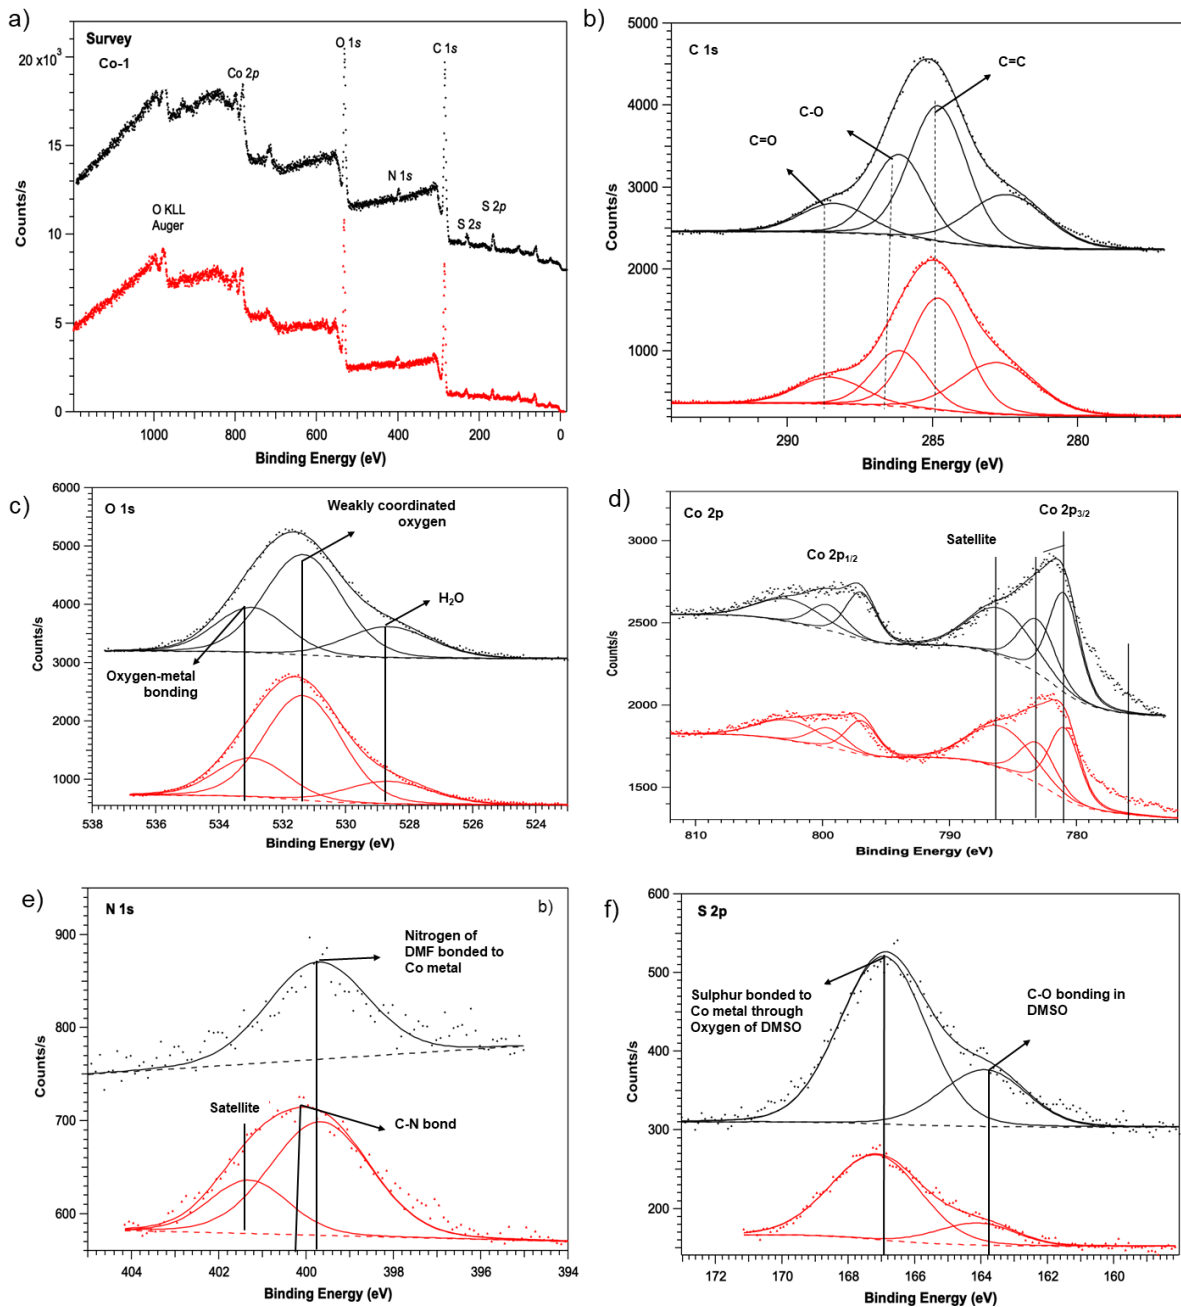 a)
Survey
Co-1
20 x10³
15
10
5
0
Counts/s
Co 2p
O 1s
C 1s
N 1s
S 2p
S 2s
O KLL
Auger
1000
800
600
400
200
0
Binding Energy (eV)
b)
C 1s
5000
4000
3000
2000
1000
Counts/s
C=C
C-O
C=O
290
285
280
Binding Energy (eV)
c)
O 1s
6000
5000
4000
3000
2000
1000
Counts/s
Weakly coordinated
oxygen
H₂O
Oxygen-metal
bonding
538
536
534
532
530
528
526
524
Binding Energy (eV)
d)
Co 2p
3000
2500
2000
1500
Counts/s
Co 2p3/2
Satellite
Co 2p1/2
810
800
790
780
Binding Energy (eV)
e)
N 1s
b)
900
800
700
600
Counts/s
Nitrogen of
DMF bonded to
Co metal
Satellite
C-N bond
404
402
400
398
396
394
Binding Energy (eV)
f)
S 2p
600
500
400
300
200
Counts/s
Sulphur bonded to
Co metal through
Oxygen of DMSO
C-O bonding in
DMSO
172
170
168
166
164
162
160
Binding Energy (eV)